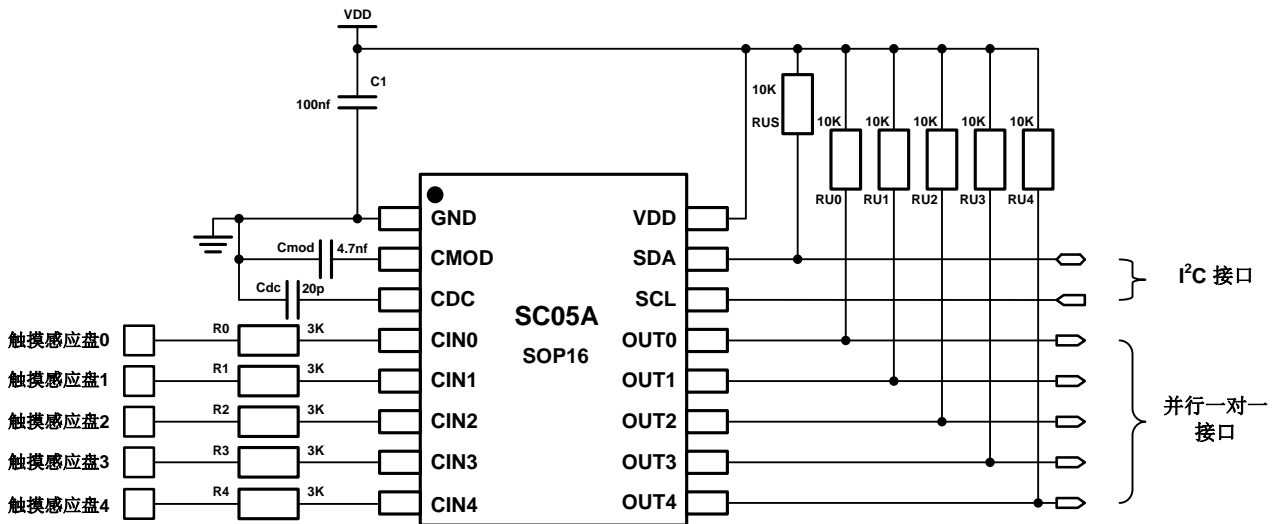 VDD
C1
100nf
10K
RUS
10K 10K 10K 10K 10K
RU0 RU1 RU2 RU3 RU4
GND VDD
Cmod 4.7nf CMOD SDA
I²C 接口
Cdc 20p CDC SCL
SC05A
SOP16
触摸感应盘0 R0 3K CIN0 OUT0
触摸感应盘1 R1 3K CIN1 OUT1
触摸感应盘2 R2 3K CIN2 OUT2
并行一对一
接口
触摸感应盘3 R3 3K CIN3 OUT3
触摸感应盘4 R4 3K CIN4 OUT4